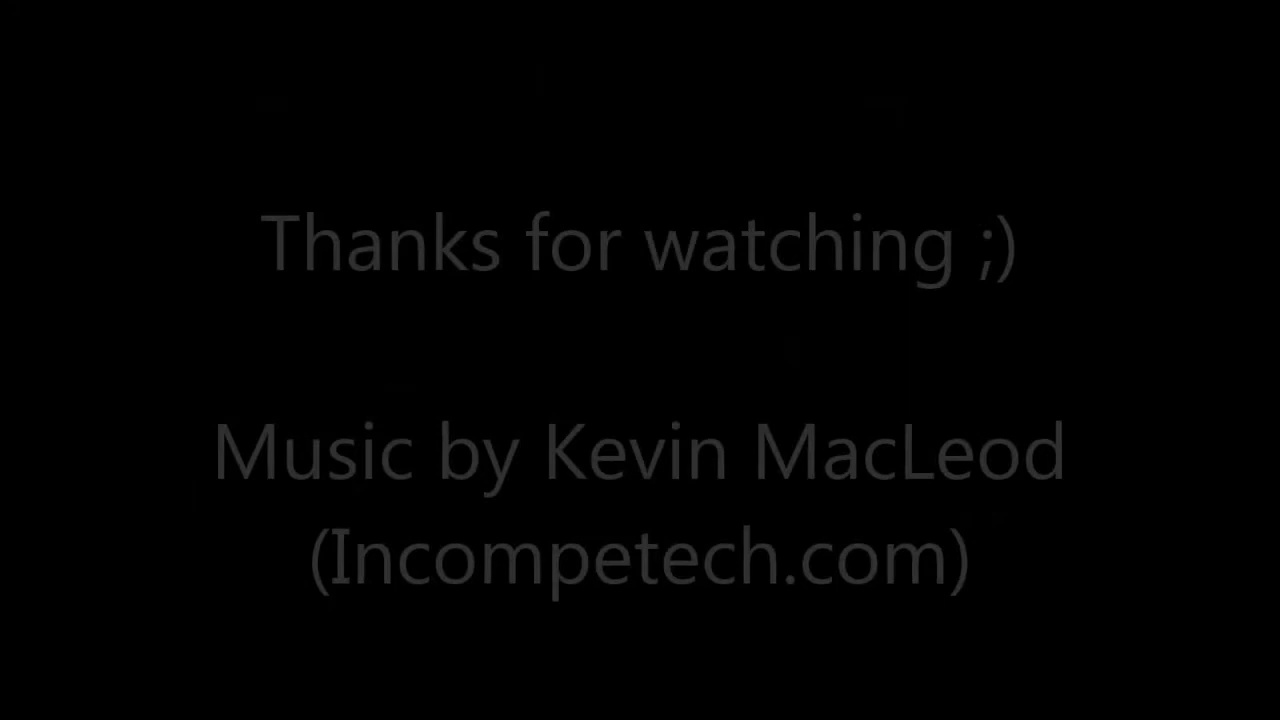 Thanks for watching ;)
Music by Kevin MacLeod
(Incompetech.com)